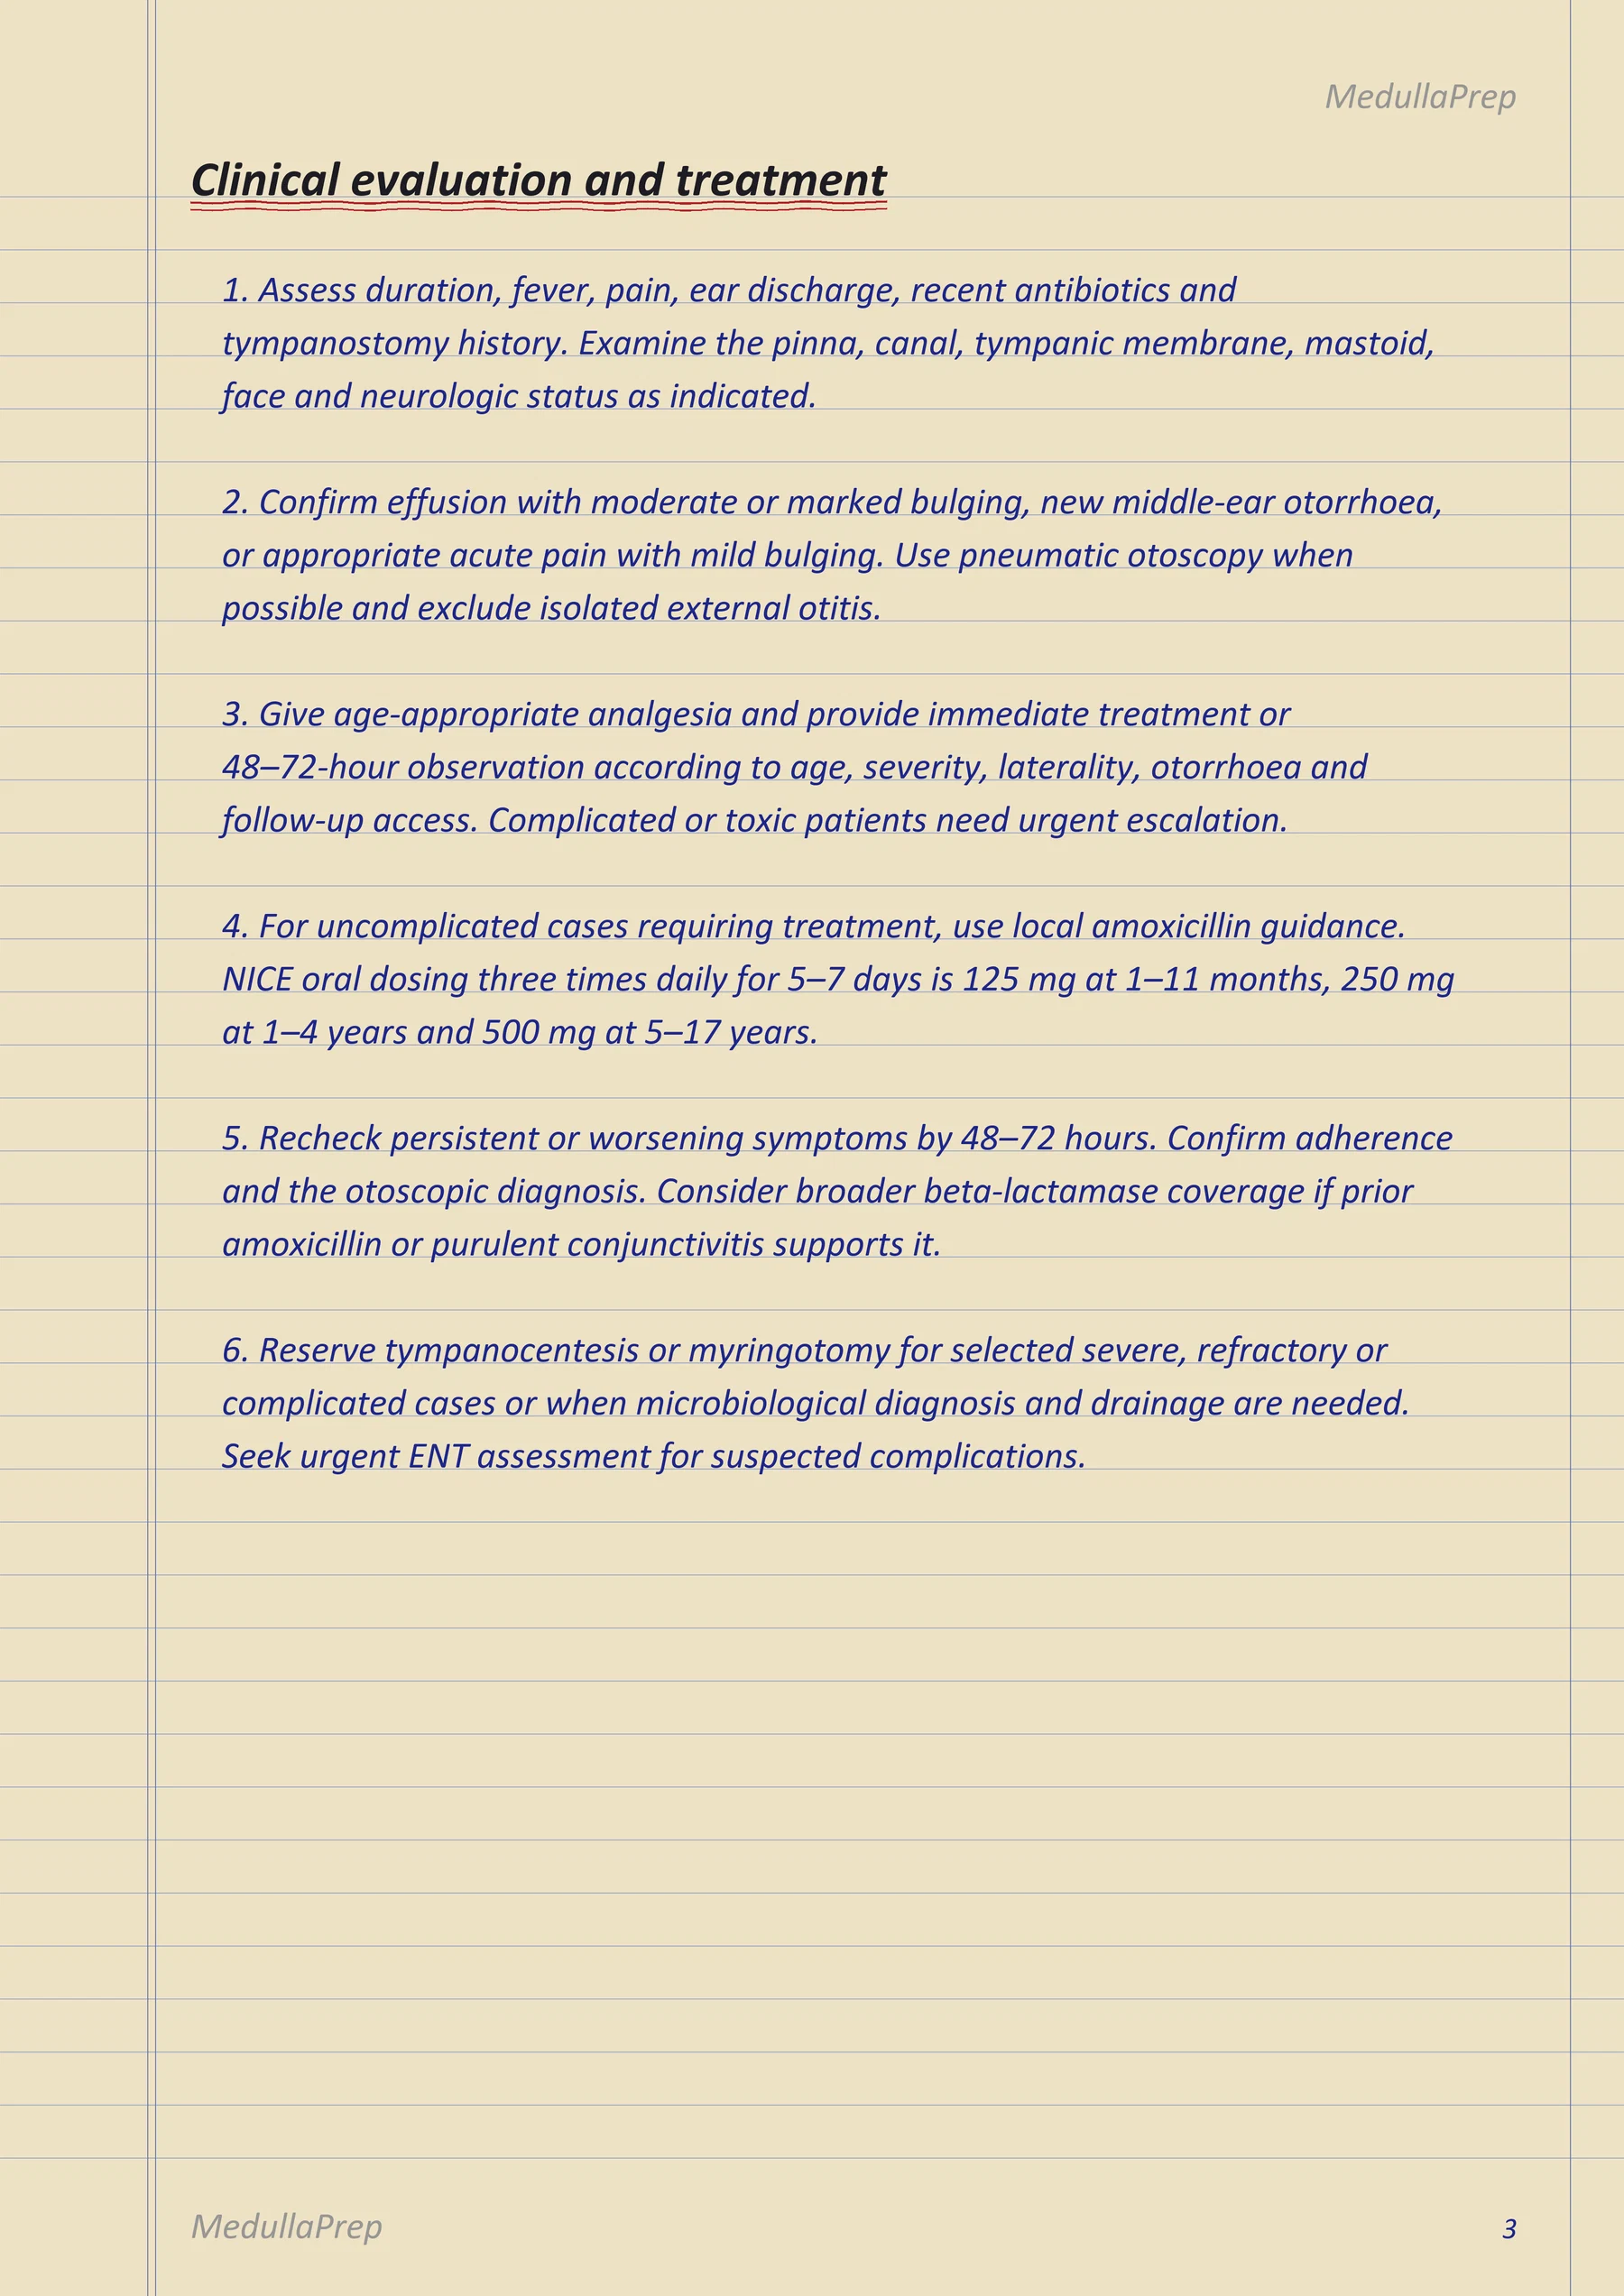 MedullaPrep
Clinical evaluation and treatment
1. Assess duration, fever, pain, ear discharge, recent antibiotics and
tympanostomy history. Examine the pinna, canal, tympanic membrane, mastoid,
face and neurologic status as indicated.
2. Confirm effusion with moderate or marked bulging, new middle-ear otorrhoea,
or appropriate acute pain with mild bulging. Use pneumatic otoscopy when
possible and exclude isolated external otitis.
3. Give age-appropriate analgesia and provide immediate treatment or
48–72-hour observation according to age, severity, laterality, otorrhoea and
follow-up access. Complicated or toxic patients need urgent escalation.
4. For uncomplicated cases requiring treatment, use local amoxicillin guidance.
NICE oral dosing three times daily for 5–7 days is 125 mg at 1–11 months, 250 mg
at 1–4 years and 500 mg at 5–17 years.
5. Recheck persistent or worsening symptoms by 48–72 hours. Confirm adherence
and the otoscopic diagnosis. Consider broader beta-lactamase coverage if prior
amoxicillin or purulent conjunctivitis supports it.
6. Reserve tympanocentesis or myringotomy for selected severe, refractory or
complicated cases or when microbiological diagnosis and drainage are needed.
Seek urgent ENT assessment for suspected complications.
MedullaPrep
3